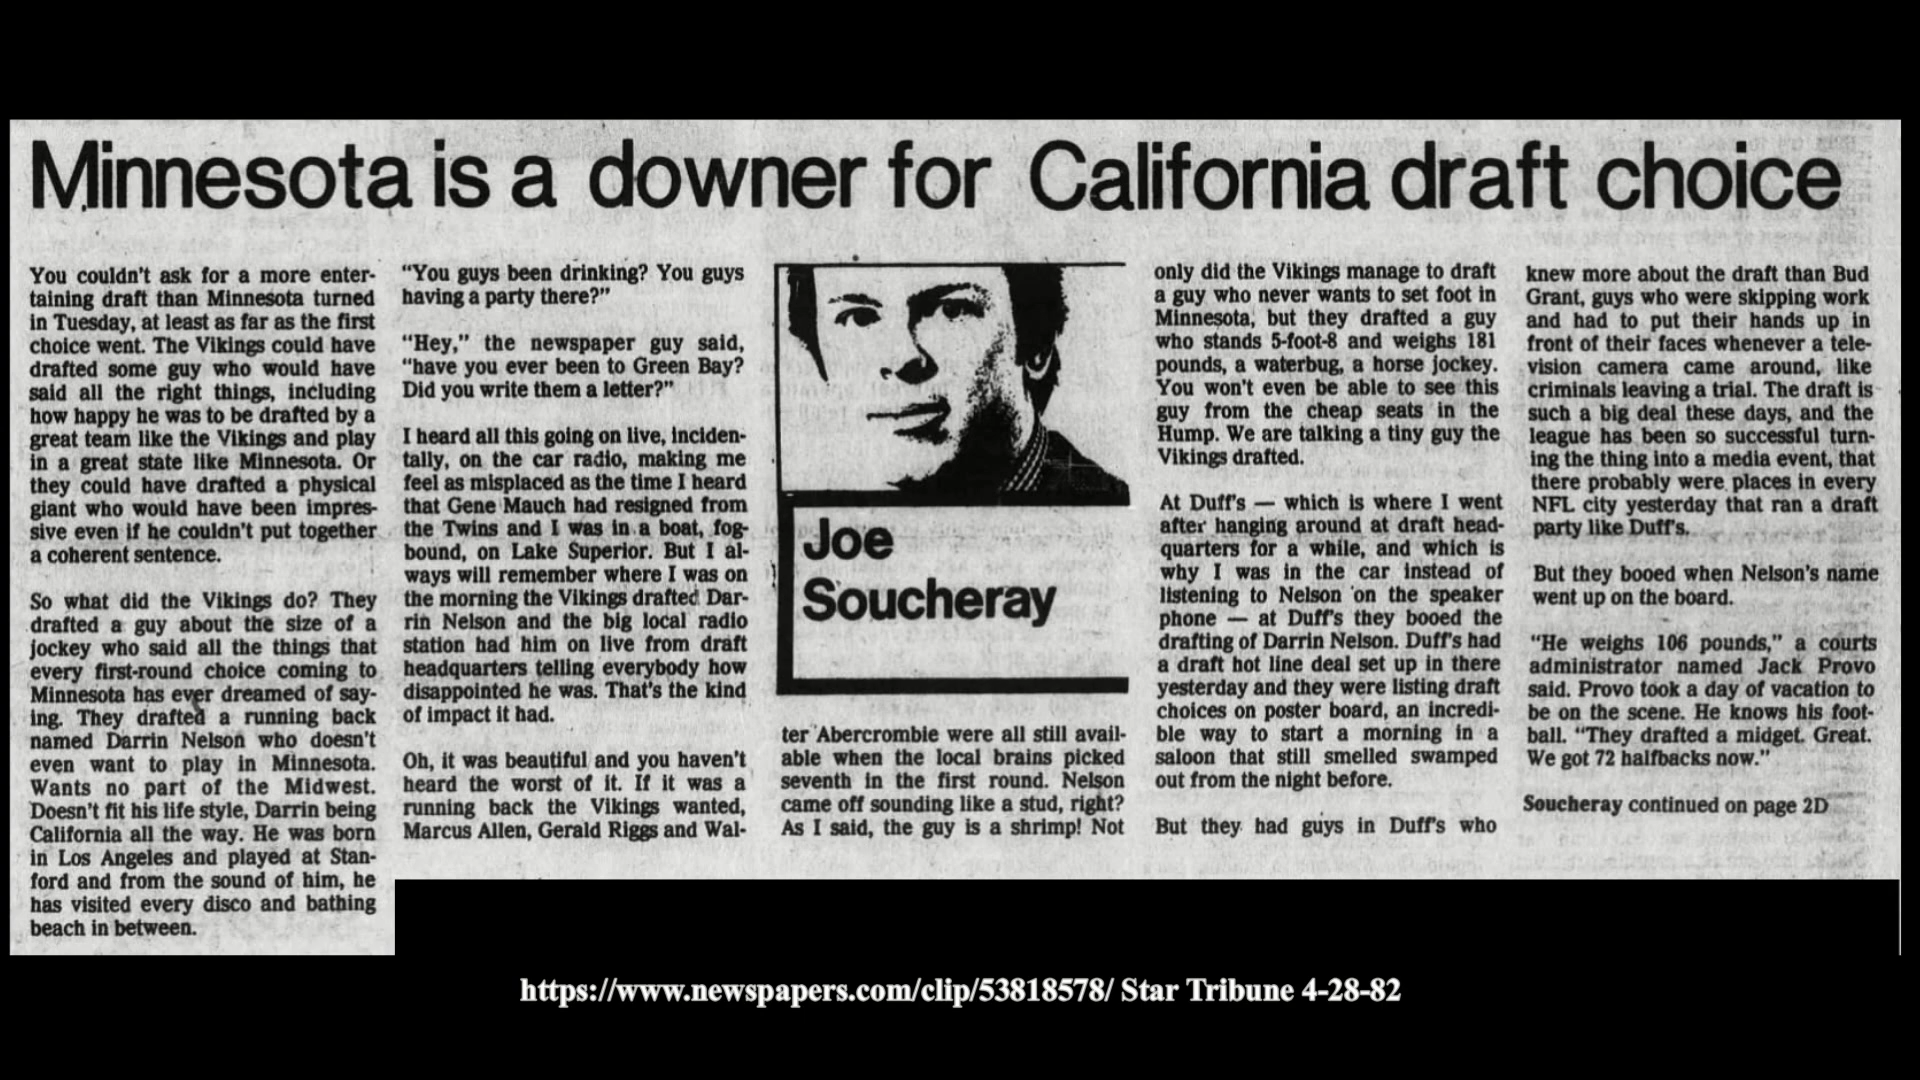 Minnesota is a downer for California draft choice
You couldn't ask for a more enter-
taining draft than Minnesota turned
in Tuesday, at least as far as the first
choice went. The Vikings could have
drafted some guy who would have
said all the right things, including
how happy he was to be drafted by a
great team like the Vikings and play
in a great state like Minnesota. Or
they could have drafted a physical
giant who would have been impres-
sive even if he couldn't put together
a coherent sentence.
So what did the Vikings do? They
drafted a guy about the size of a
jockey who said all the things that
every first-round choice coming to
Minnesota has ever dreamed of say-
ing. They drafted a running back
named Darrin Nelson who doesn't
even want to play in Minnesota.
Wants no part of the Midwest.
Doesn't fit his life style, Darrin being
California all the way. He was born
in Los Angeles and played at Stan-
ford and from the sound of him, he
has visited every disco and bathing
beach in between.
"You guys been drinking? You guys
having a party there?"
"Hey," the newspaper guy said,
"have you ever been to Green Bay?
Did you write them a letter?"
I heard all this going on live, inciden-
tally, on the car radio, making me
feel as misplaced as the time I heard
that Gene Mauch had resigned from
the Twins and I was in a boat, fog-
bound, on Lake Superior. But I al-
ways will remember where I was on
the morning the Vikings drafted Dar-
rin Nelson and the big local radio
station had him on live from draft
headquarters telling everybody how
disappointed he was. That's the kind
of impact it had.
Oh, it was beautiful and you haven't
heard the worst of it. If it was a
running back the Vikings wanted,
Marcus Allen, Gerald Riggs and Wal-
Joe
Soucheray
ter Abercrombie were all still avail-
able when the local brains picked
seventh in the first round. Nelson
came off sounding like a stud, right?
As I said, the guy is a shrimp! Not
only did the Vikings manage to draft
a guy who never wants to set foot in
Minnesota, but they drafted a guy
who stands 5-foot-8 and weighs 181
pounds, a waterbug, a horse jockey.
You won't even be able to see this
guy from the cheap seats in the
Hump. We are talking a tiny guy the
Vikings drafted.
At Duff's — which is where I went
after hanging around at draft head-
quarters for a while, and which is
why I was in the car instead of
listening to Nelson on the speaker
phone — at Duff's they booed the
drafting of Darrin Nelson. Duff's had
a draft hot line deal set up in there
yesterday and they were listing draft
choices on poster board, an incredi-
ble way to start a morning in a
saloon that still smelled swamped
out from the night before.
But they had guys in Duff's who
knew more about the draft than Bud
Grant, guys who were skipping work
and had to put their hands up in
front of their faces whenever a tele-
vision camera came around, like
criminals leaving a trial. The draft is
such a big deal these days, and the
league has been so successful turn-
ing the thing into a media event, that
there probably were places in every
NFL city yesterday that ran a draft
party like Duff's.
But they booed when Nelson's name
went up on the board.
"He weighs 106 pounds," a courts
administrator named Jack Provo
said. Provo took a day of vacation to
be on the scene. He knows his foot-
ball. "They drafted a midget. Great.
We got 72 halfbacks now."
Soucheray continued on page 2D
https://www.newspapers.com/clip/53818578/ Star Tribune 4-28-82